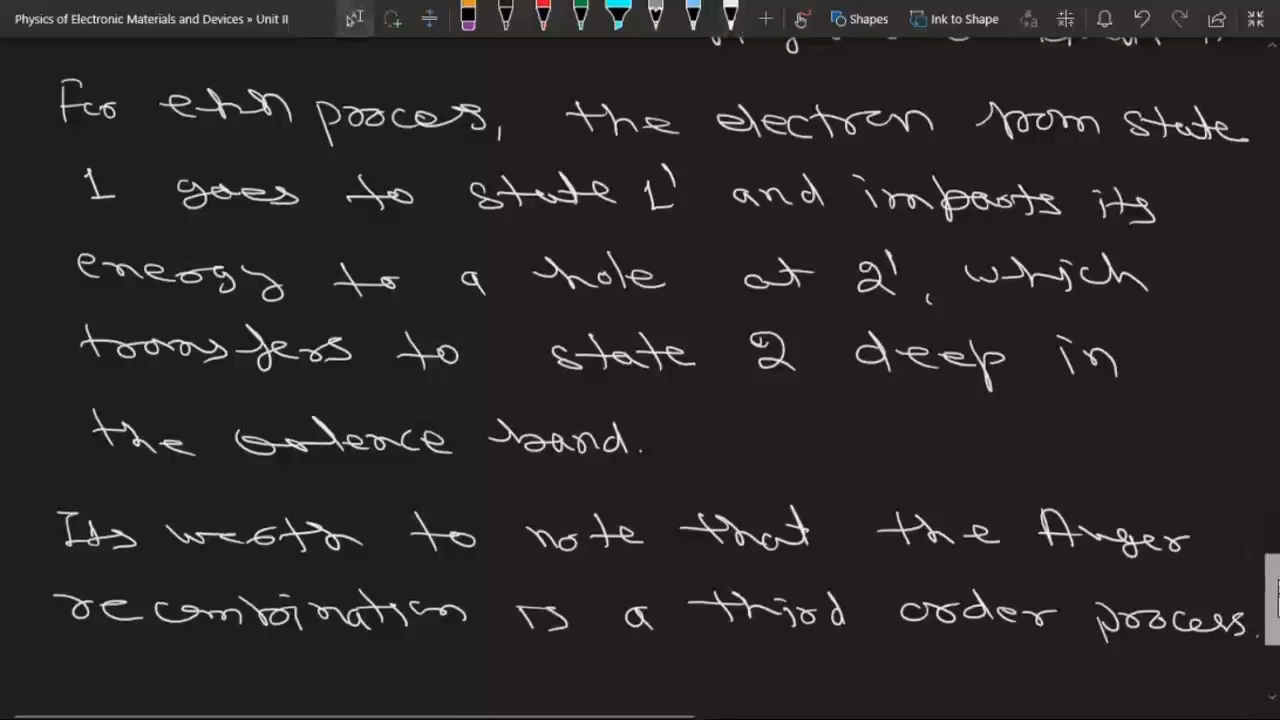 Physics of Electronic Materials and Devices » Unit II
Shapes
Ink to Shape
For process, the electron from state
1 goes to state 1' and imparts its
energy to a hole at 2', which
transfers to state 2 deep in
the valence band.
Its worth to note that the Auger
recombination is a third order process.